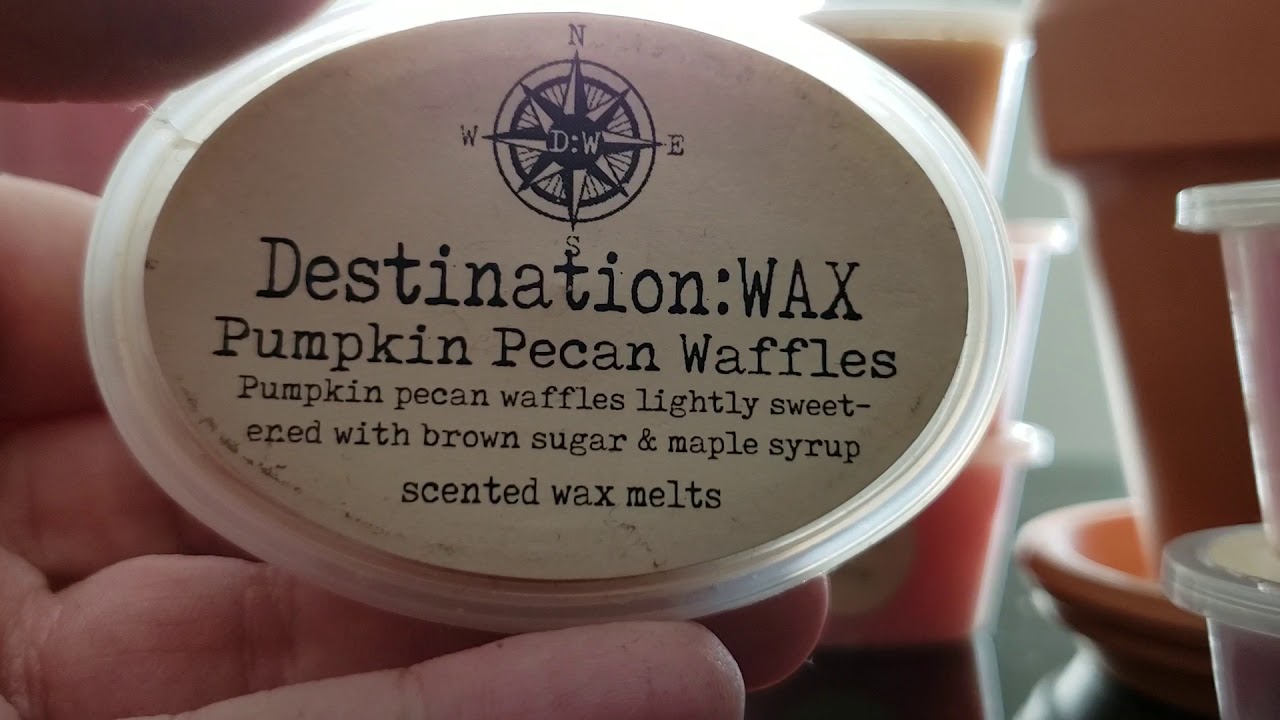 N
W D:W E
S
Destination:WAX
Pumpkin Pecan Waffles
Pumpkin pecan waffles lightly sweet-
ened with brown sugar & maple syrup
scented wax melts